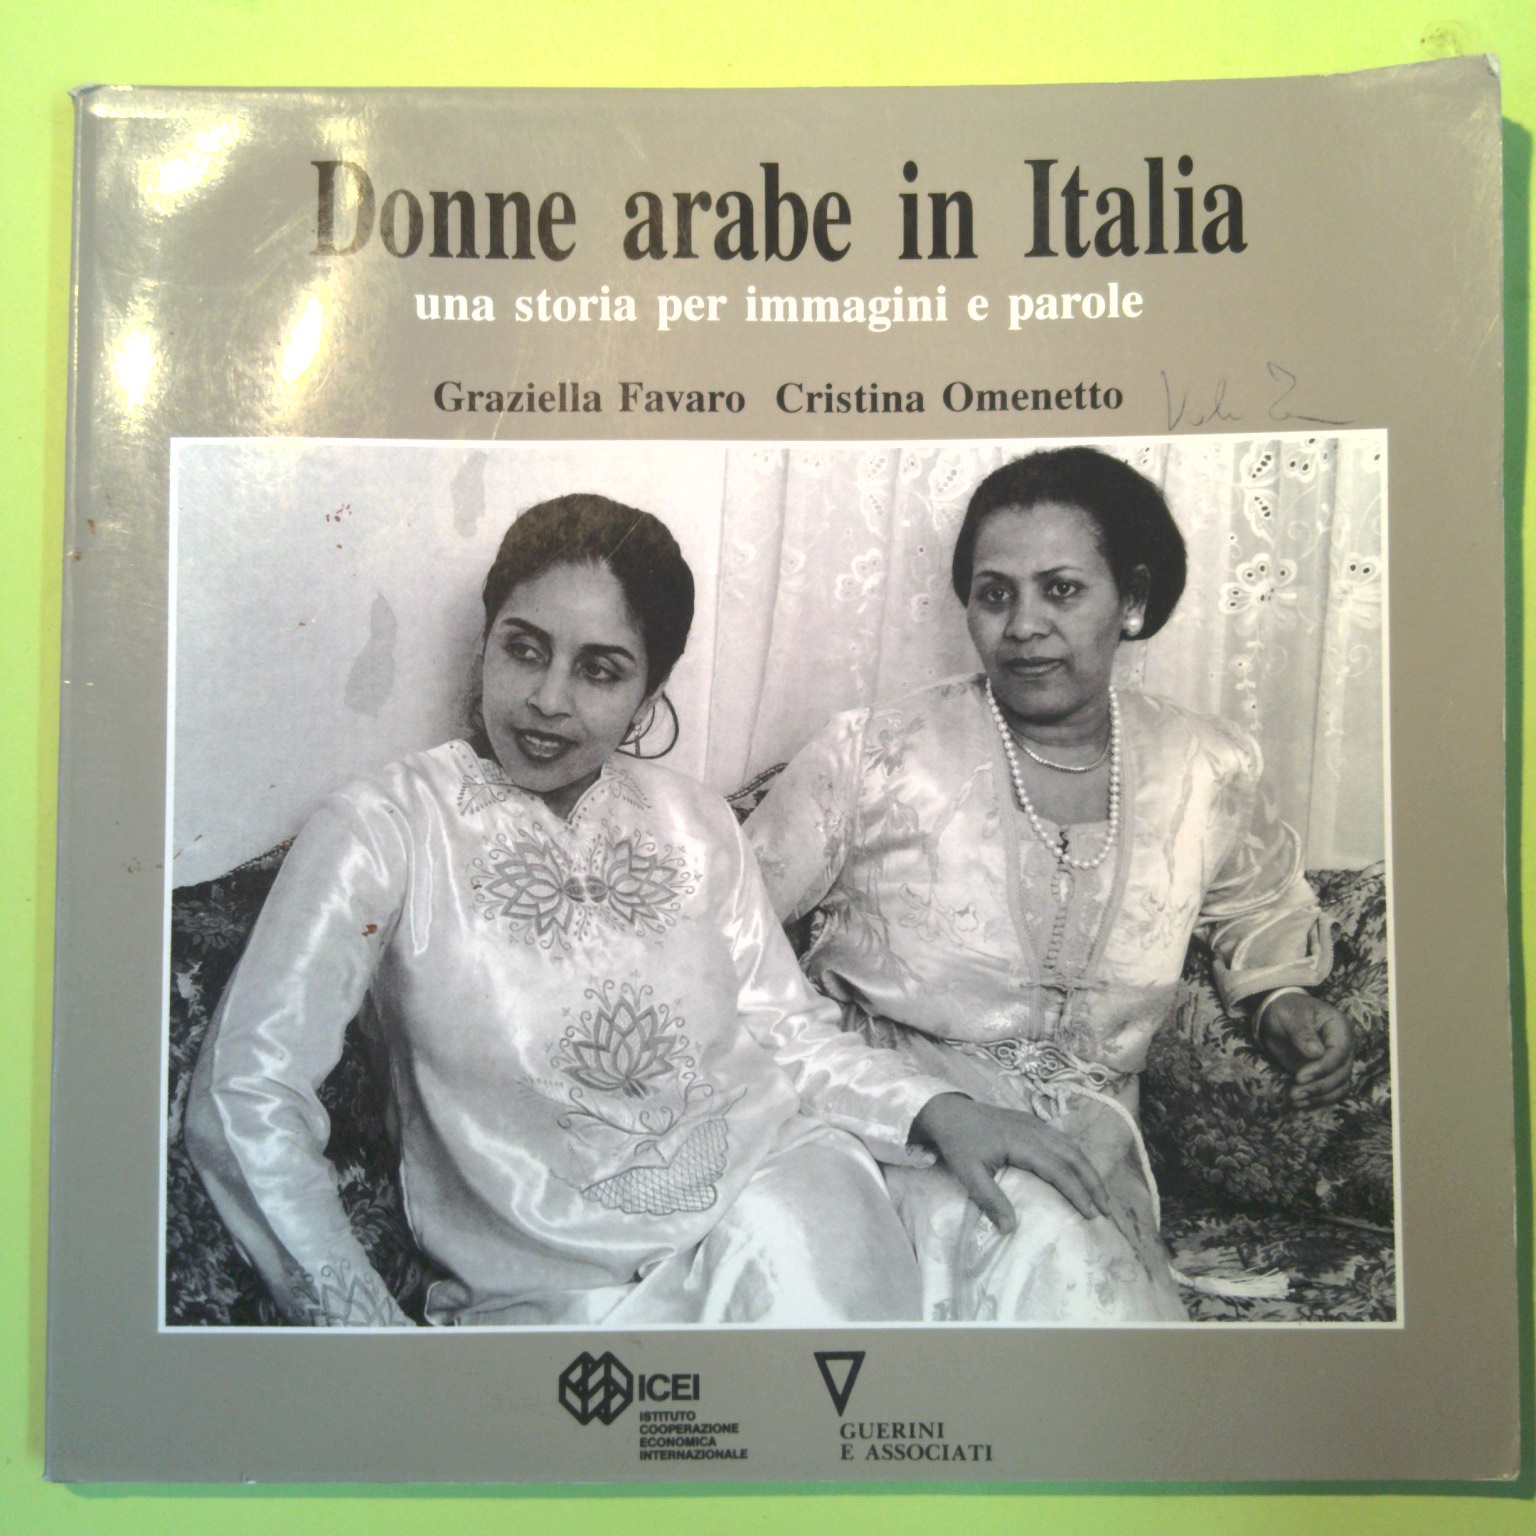 Donne arabe in Italia
una storia per immagini e parole
Graziella Favaro Cristina Omenetto
ICEI
ISTITUTO
COOPERAZIONE
ECONOMICA
INTERNAZIONALE
GUERINI
E ASSOCIATI